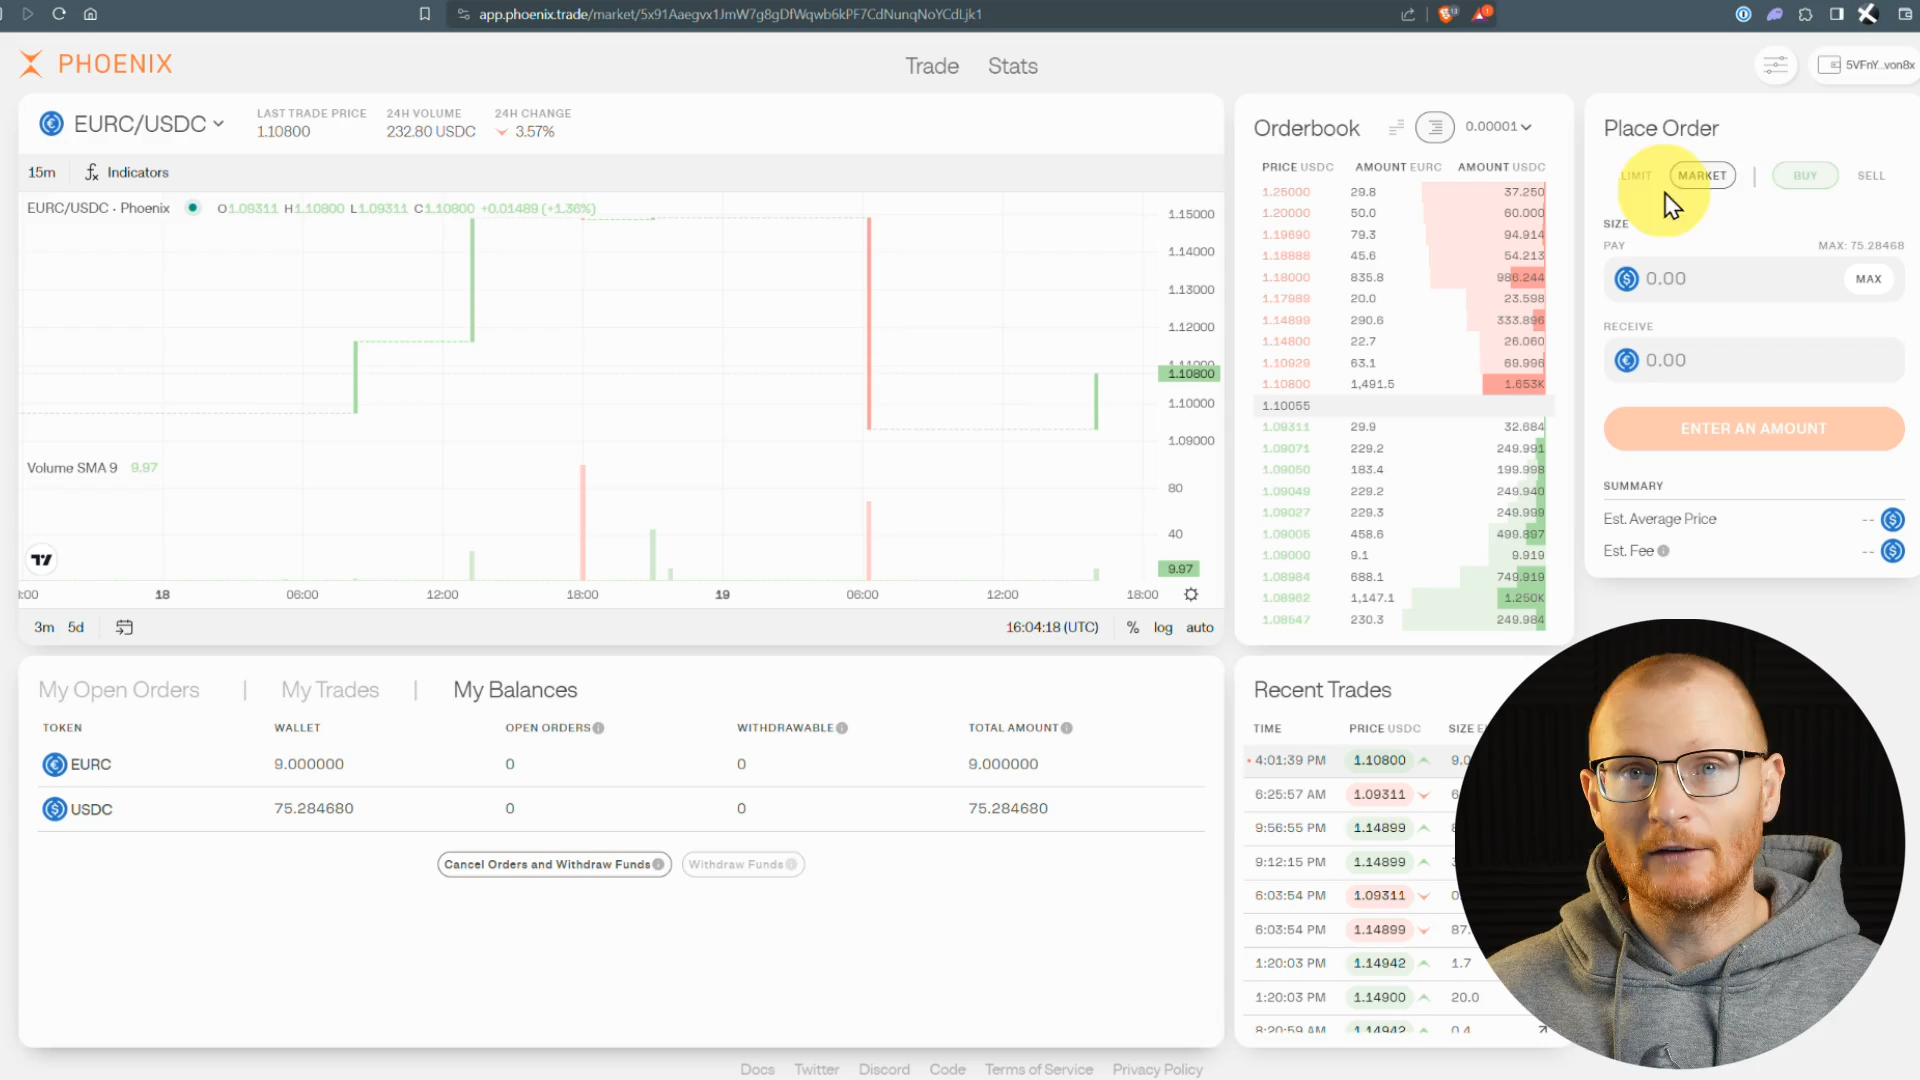 app.phoenix.trade/market/5x91Aaegvx1JmW7g8gDfWqwb6kPF7CdNunqNoYCdLjk1
PHOENIX
Trade
Stats
5VFnY...von8x
EURC/USDC
LAST TRADE PRICE
1.10800
24H VOLUME
232.80 USDC
24H CHANGE
3.57%
15m
Indicators
EURC/USDC · Phoenix O1.09311 H1.10800 L1.09311 C1.10800 +0.01489 (+1.36%)
1.15000
1.14000
1.13000
1.12000
1.11000
1.10800
1.10000
1.09000
Volume SMA 9 9.97
80
40
9.97
:00 18 06:00 12:00 18:00 19 06:00 12:00 18:00
3m 5d
16:04:18 (UTC) % log auto
Orderbook
0.00001
PRICE USDC AMOUNT EURC AMOUNT USDC
1.25000 29.8 37.250
1.20000 50.0 60.000
1.19690 79.3 94.914
1.18888 45.6 54.213
1.18000 835.8 986.244
1.17989 20.0 23.598
1.14899 290.6 333.896
1.14800 22.7 26.060
1.10929 63.1 69.996
1.10800 1,491.5 1.653K
1.10055
1.09311 29.9 32.684
1.09071 229.2 249.991
1.09050 183.4 199.998
1.09049 229.2 249.940
1.09027 229.3 249.999
1.09005 458.6 499.897
1.09000 9.1 9.919
1.08984 688.1 749.919
1.08962 1,147.1 1.250K
1.08547 230.3 249.984
Place Order
LIMIT MARKET | BUY SELL
SIZE
PAY MAX: 75.28468
0.00 MAX
RECEIVE
0.00
ENTER AN AMOUNT
SUMMARY
Est. Average Price --
Est. Fee --
My Open Orders | My Trades | My Balances
TOKEN WALLET OPEN ORDERS WITHDRAWABLE TOTAL AMOUNT
EURC 9.000000 0 0 9.000000
USDC 75.284680 0 0 75.284680
Cancel Orders and Withdraw Funds
Withdraw Funds
Recent Trades
TIME PRICE USDC SIZE E
4:01:39 PM 1.10800 9.0
6:25:57 AM 1.09311 6
9:56:55 PM 1.14899
9:12:15 PM 1.14899
6:03:54 PM 1.09311 0
6:03:54 PM 1.14899 87.
1:20:03 PM 1.14942 1.7
1:20:03 PM 1.14900 20.0
8:20:59 AM 1.14942 0.4
Docs Twitter Discord Code Terms of Service Privacy Policy